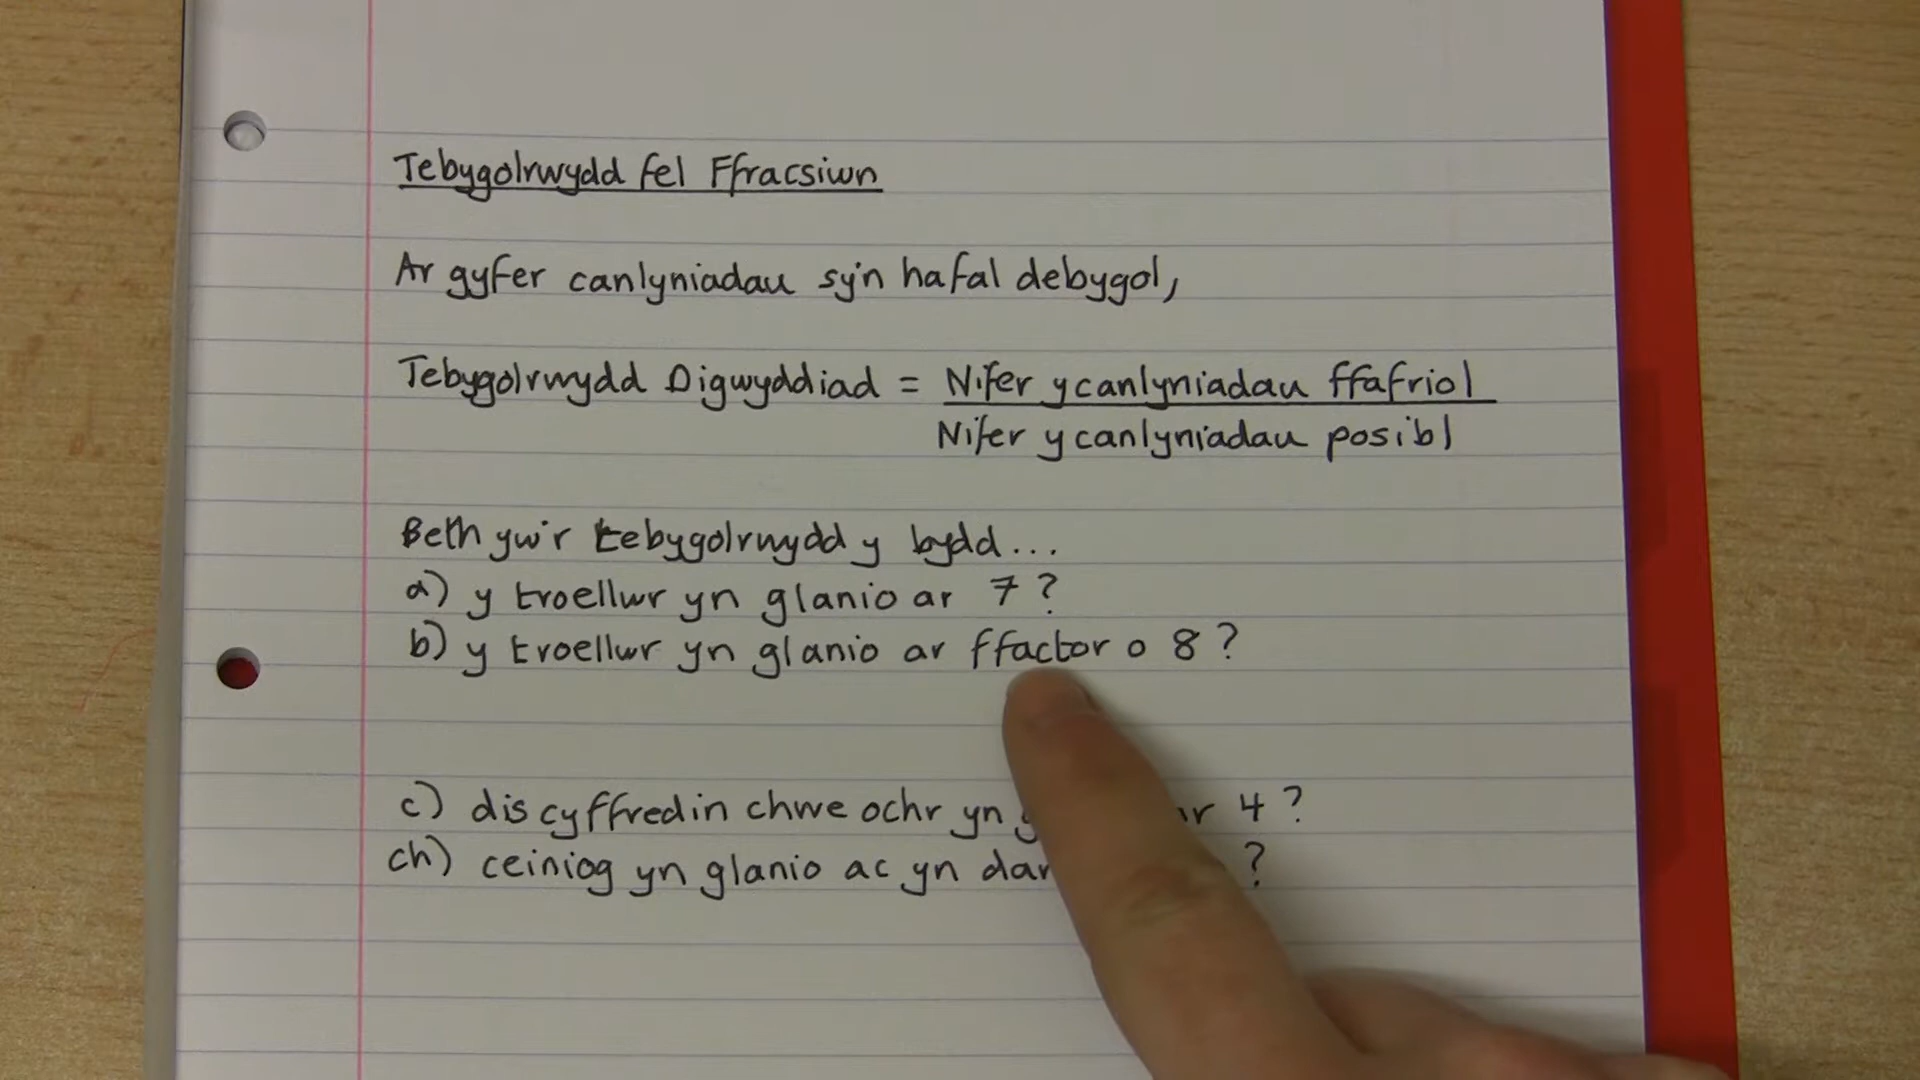 Tebygolrwydd fel Ffracsiwn
Ar gyfer canlyniadau sy'n hafal debygol,
Tebygolrwydd Digwyddiad = Nifer y canlyniadau ffafriol
Nifer y canlyniadau posibl
Beth yw'r tebygolrwydd y bydd...
a) y troellwr yn glanio ar 7?
b) y troellwr yn glanio ar ffactor o 8?
c) dis cyffredin chwe ochr yn 4?
ch) ceiniog yn glanio ac yn ?